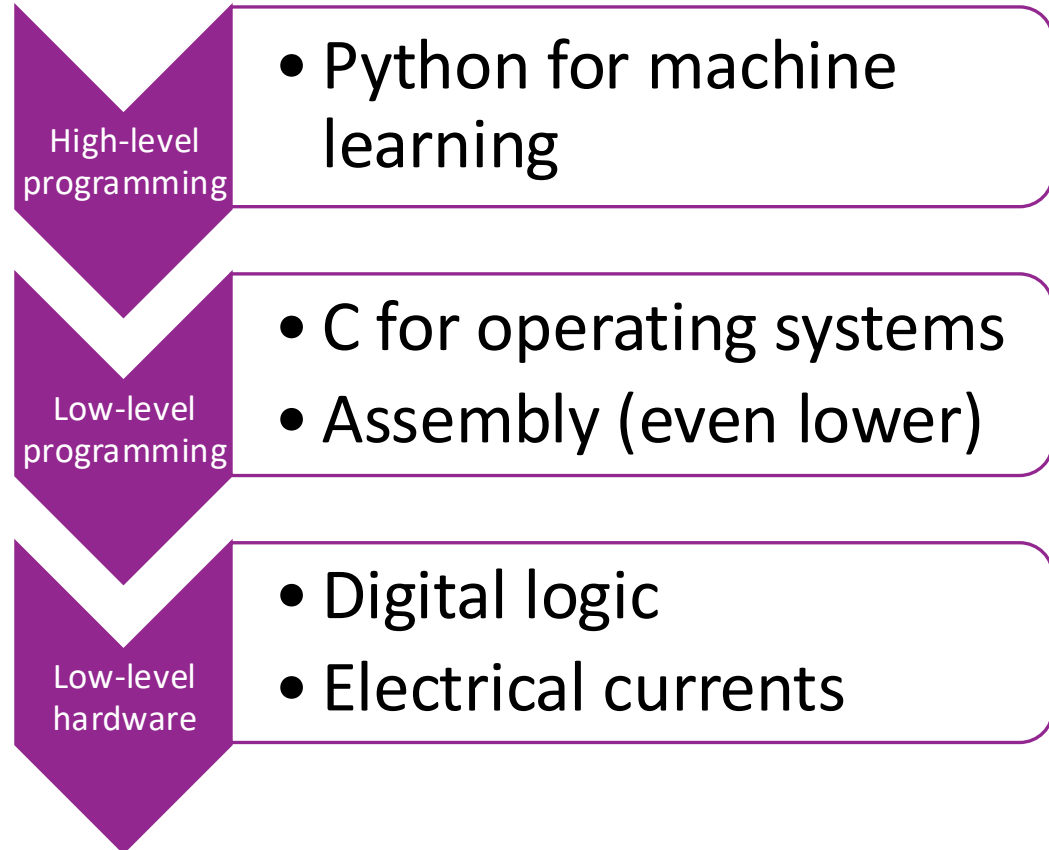 High-level
programming
• Python for machine
learning
Low-level
programming
• C for operating systems
• Assembly (even lower)
Low-level
hardware
• Digital logic
• Electrical currents